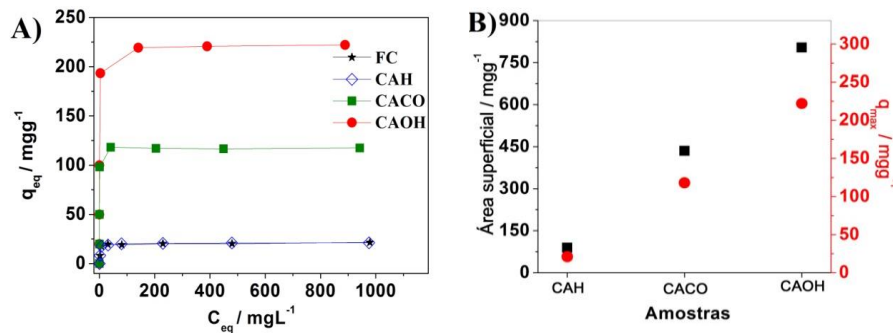 A)
250
200
150
100
50
0
q_eq / mgg^-1
0 200 400 600 800 1000
C_eq / mgL^-1
FC
CAH
CACO
CAOH
B)
900
750
600
450
300
150
0
Área superficial / mgg^-1
CAH CACO CAOH
Amostras
300
250
200
150
100
50
0
q_max / mgg^-1